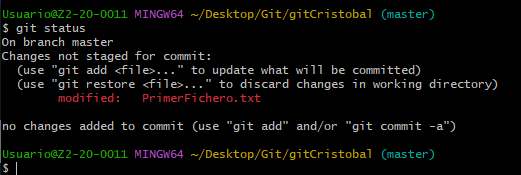 Usuario@Z2-20-0011 MINGW64 ~/Desktop/Git/gitCristobal (master)
$ git status
On branch master
Changes not staged for commit:
  (use "git add <file>..." to update what will be committed)
  (use "git restore <file>..." to discard changes in working directory)
        modified:   PrimerFichero.txt

no changes added to commit (use "git add" and/or "git commit -a")

Usuario@Z2-20-0011 MINGW64 ~/Desktop/Git/gitCristobal (master)
$